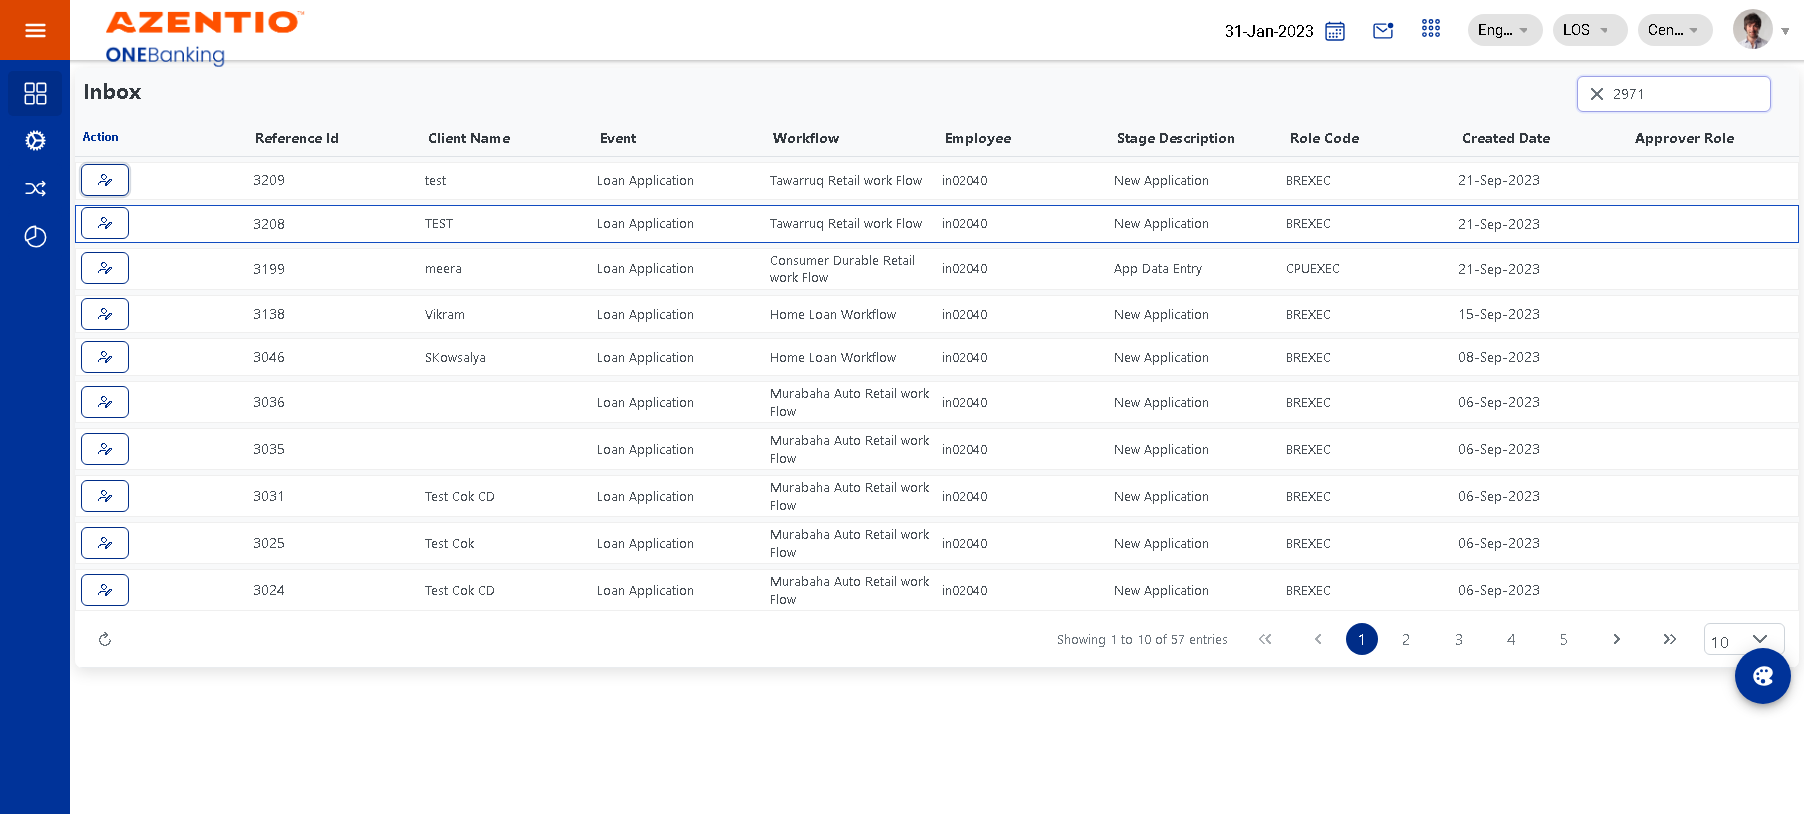 AZENTIO™
ONEBanking
31-Jan-2023
Eng...
LOS
Cen...
Inbox
2971
Action Reference Id Client Name Event Workflow Employee Stage Description Role Code Created Date Approver Role
3209 test Loan Application Tawarruq Retail work Flow in02040 New Application BREXEC 21-Sep-2023
3208 TEST Loan Application Tawarruq Retail work Flow in02040 New Application BREXEC 21-Sep-2023
3199 meera Loan Application Consumer Durable Retail work Flow in02040 App Data Entry CPUEXEC 21-Sep-2023
3138 Vikram Loan Application Home Loan Workflow in02040 New Application BREXEC 15-Sep-2023
3046 SKowsalya Loan Application Home Loan Workflow in02040 New Application BREXEC 08-Sep-2023
3036 Loan Application Murabaha Auto Retail work Flow in02040 New Application BREXEC 06-Sep-2023
3035 Loan Application Murabaha Auto Retail work Flow in02040 New Application BREXEC 06-Sep-2023
3031 Test Cok CD Loan Application Murabaha Auto Retail work Flow in02040 New Application BREXEC 06-Sep-2023
3025 Test Cok Loan Application Murabaha Auto Retail work Flow in02040 New Application BREXEC 06-Sep-2023
3024 Test Cok CD Loan Application Murabaha Auto Retail work Flow in02040 New Application BREXEC 06-Sep-2023
Showing 1 to 10 of 57 entries 1 2 3 4 5 10